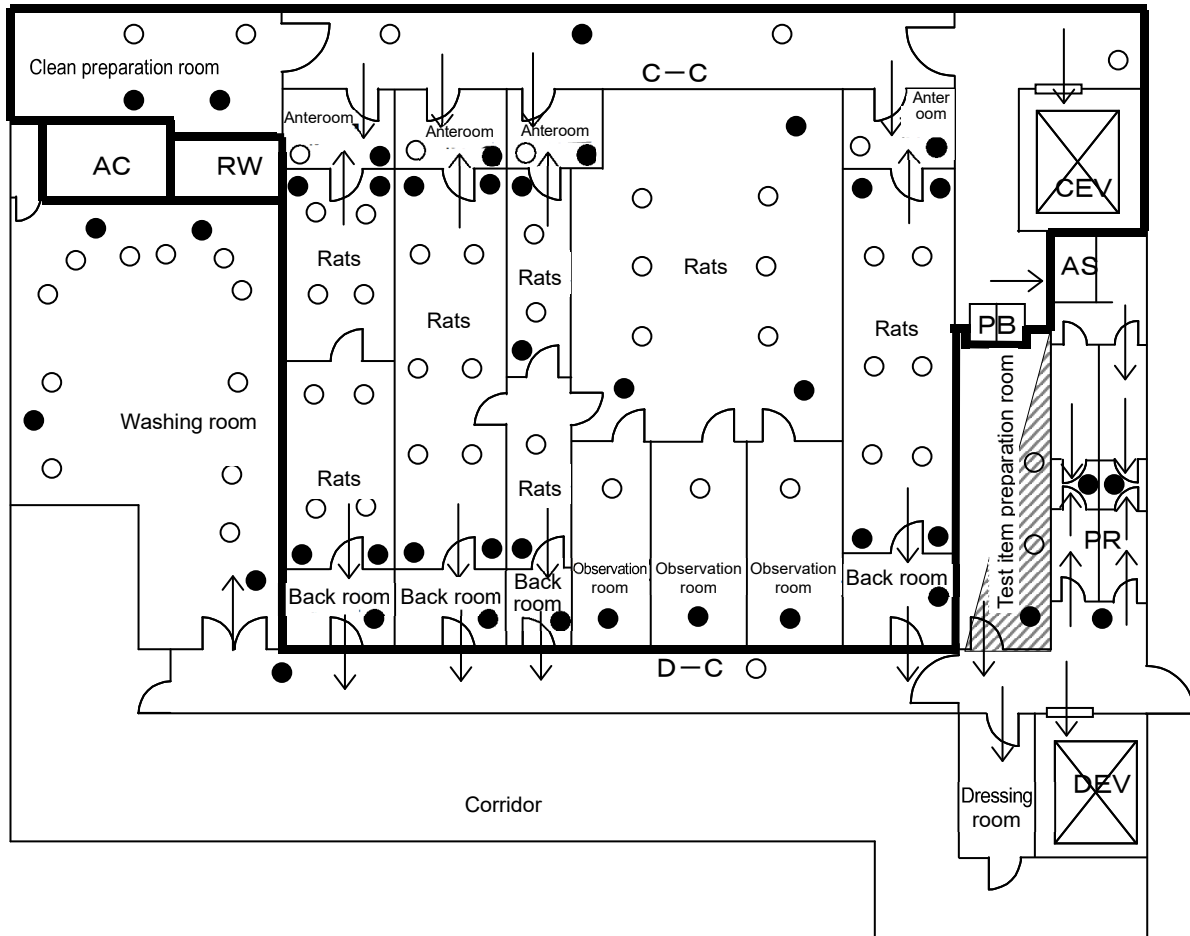 C-C
Clean preparation room
Anteroom
Anteroom
Anteroom
Anter
oom
AC
RW
CEV
Rats
Rats
Rats
Rats
Rats
AS
PB
Washing room
Rats
Rats
Test item preparation room
PR
Back room
Back room
Back
room
Observation
room
Observation
room
Observation
room
Back room
D-C
Corridor
Dressing
room
DEV